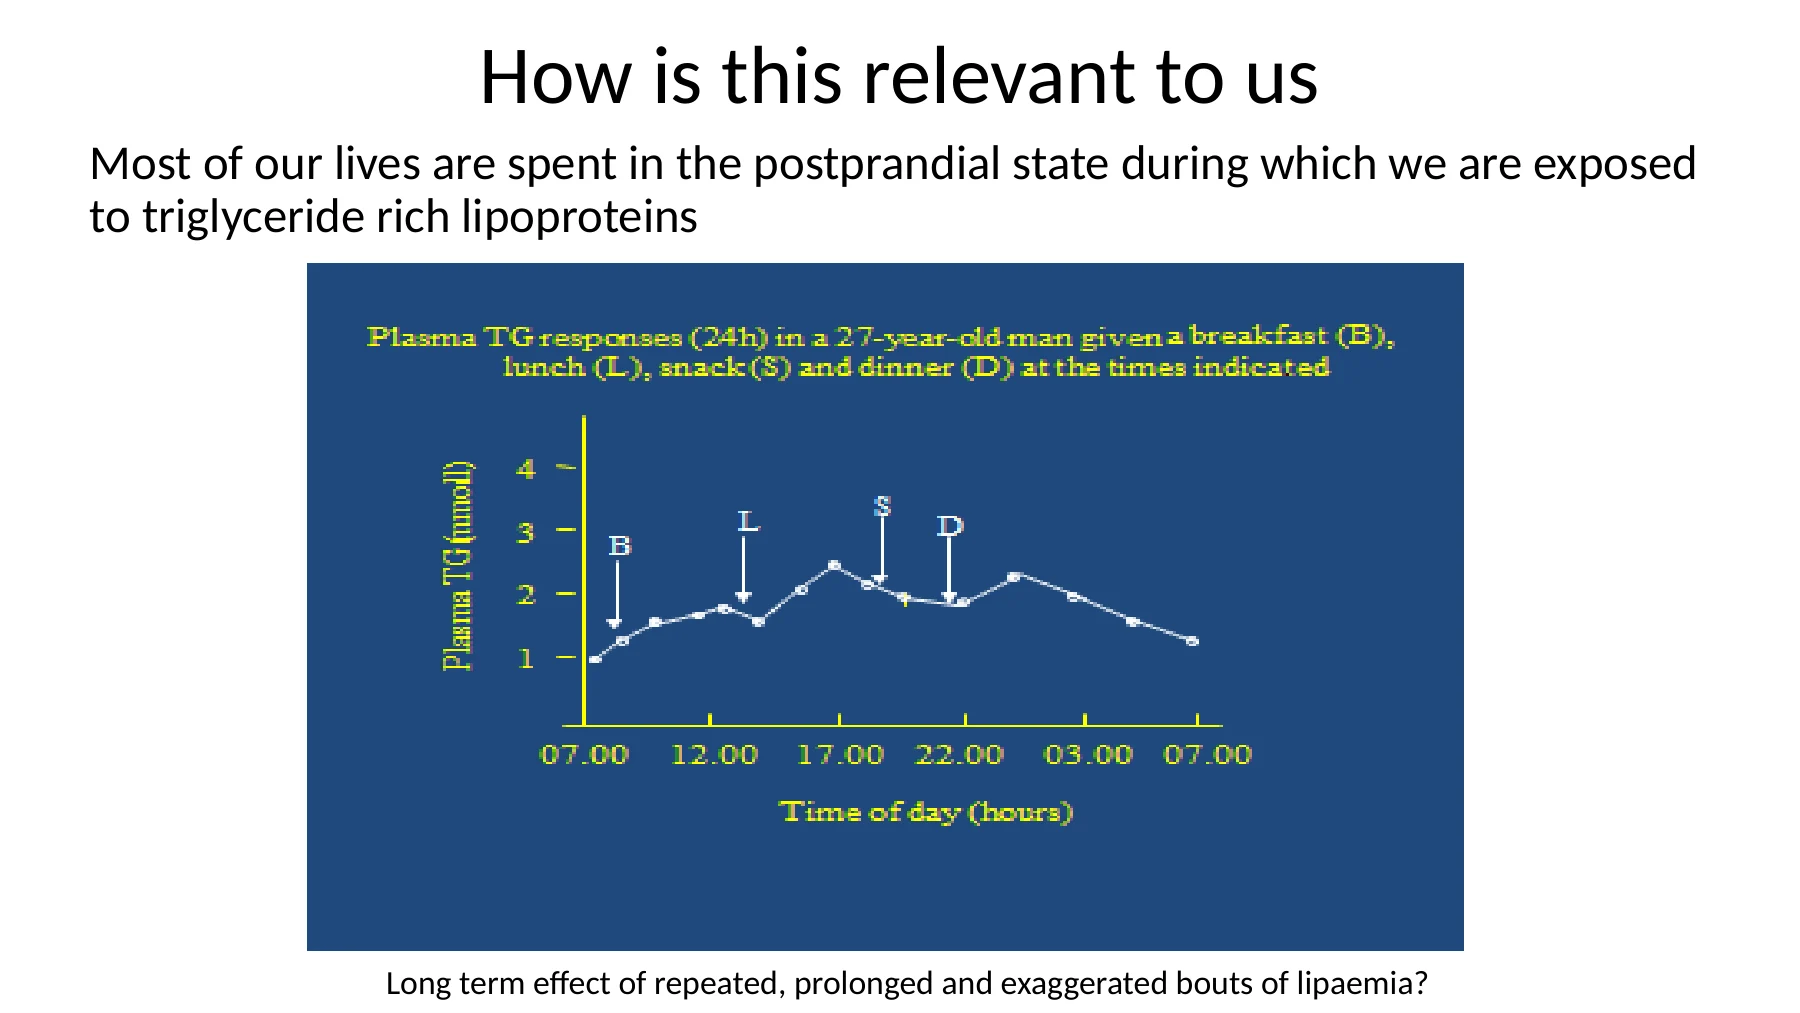 How is this relevant to us
Most of our lives are spent in the postprandial state during which we are exposed
to triglyceride rich lipoproteins
Plasma TG responses (24h) in a 27-year-old man given a breakfast (B),
lunch (L), snack (S) and dinner (D) at the times indicated
Plasma TG (mmol/l)
4
3
2
1
B
L
S
D
07.00 12.00 17.00 22.00 03.00 07.00
Time of day (hours)
Long term effect of repeated, prolonged and exaggerated bouts of lipaemia?